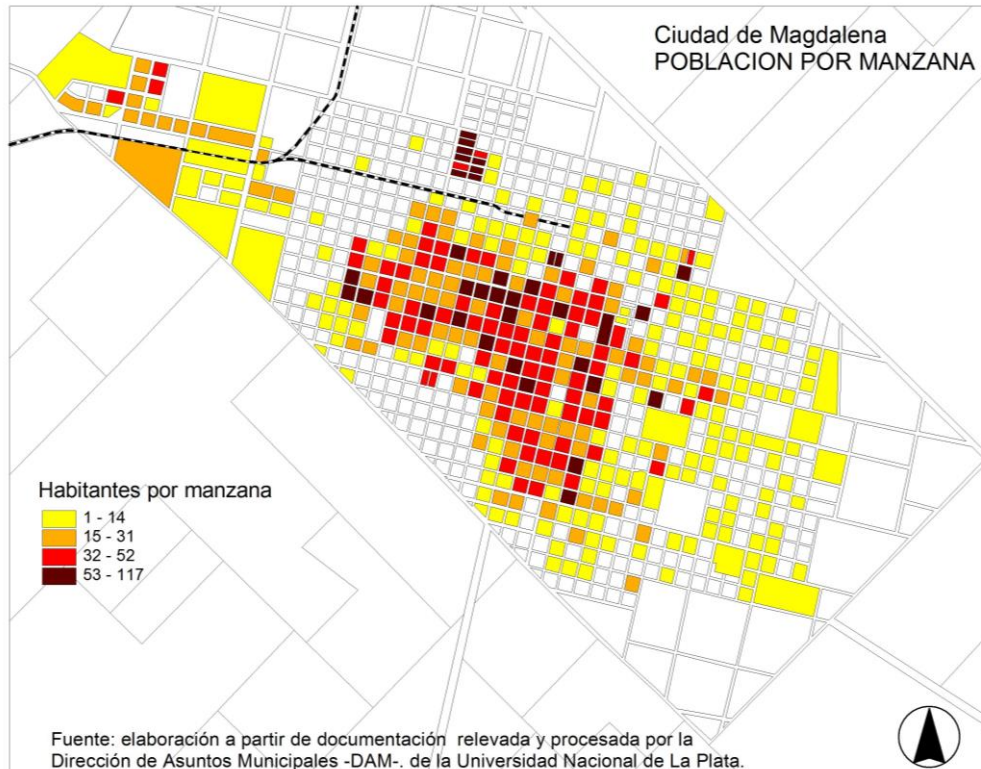 Ciudad de Magdalena
POBLACION POR MANZANA
Habitantes por manzana
1 - 14
15 - 31
32 - 52
53 - 117
Fuente: elaboración a partir de documentación relevada y procesada por la
Dirección de Asuntos Municipales -DAM-. de la Universidad Nacional de La Plata.